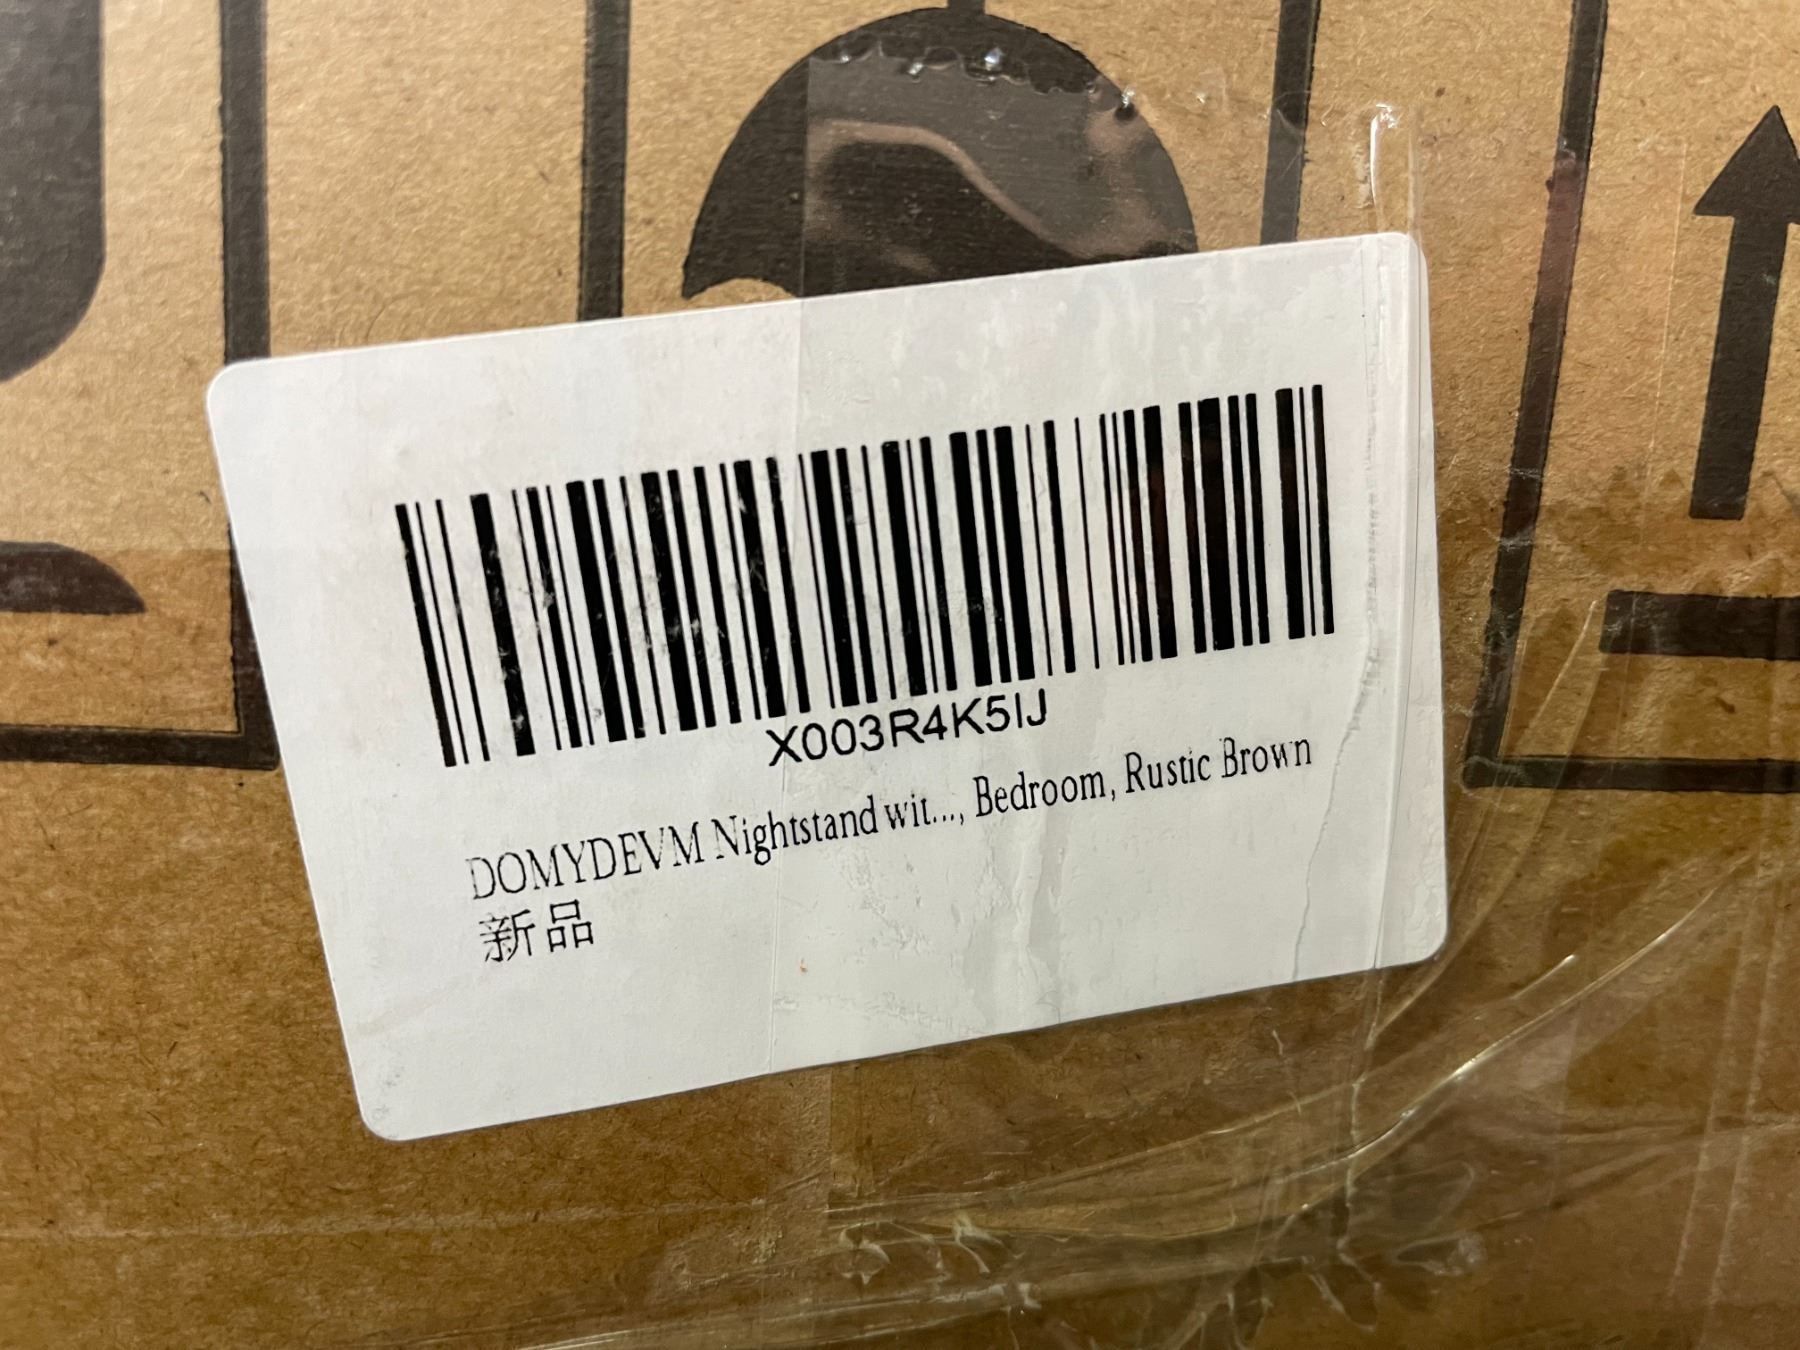 X003R4K5IJ
DOMYDEVM Nightstand wit..., Bedroom, Rustic Brown
新品